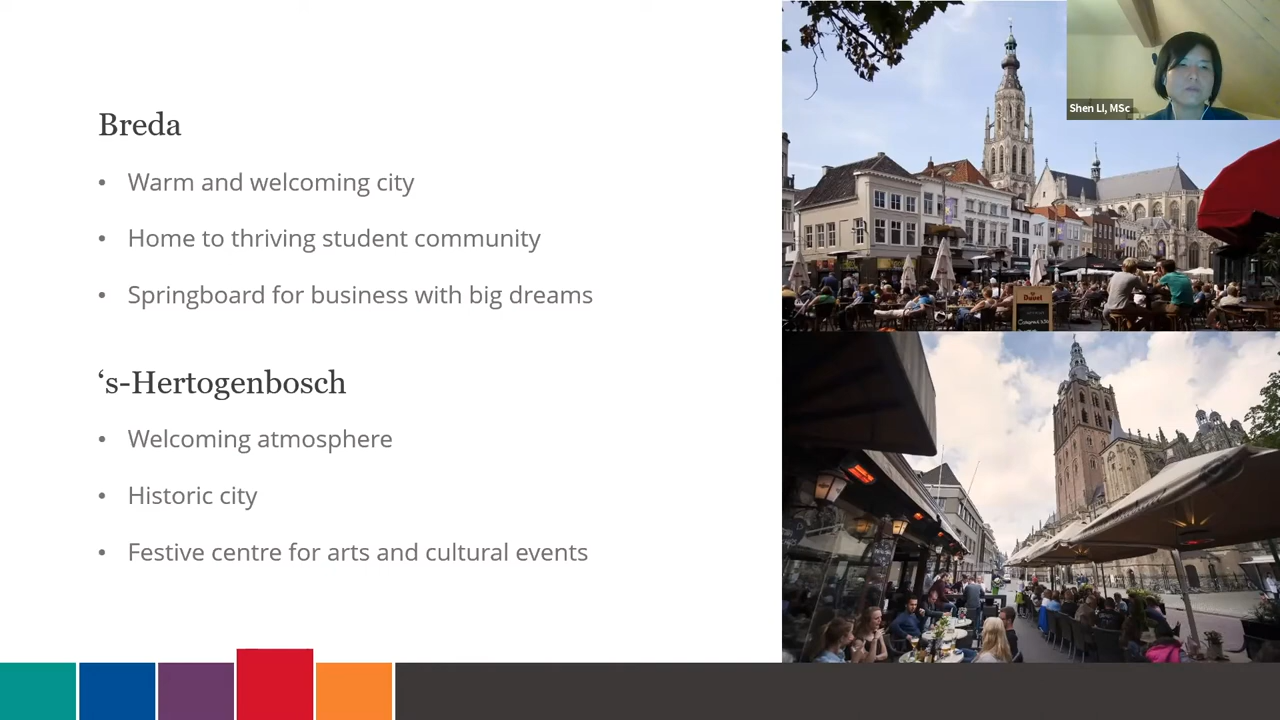 Breda
• Warm and welcoming city
• Home to thriving student community
• Springboard for business with big dreams
‘s-Hertogenbosch
• Welcoming atmosphere
• Historic city
• Festive centre for arts and cultural events
Shen LI, MSc
Duvel